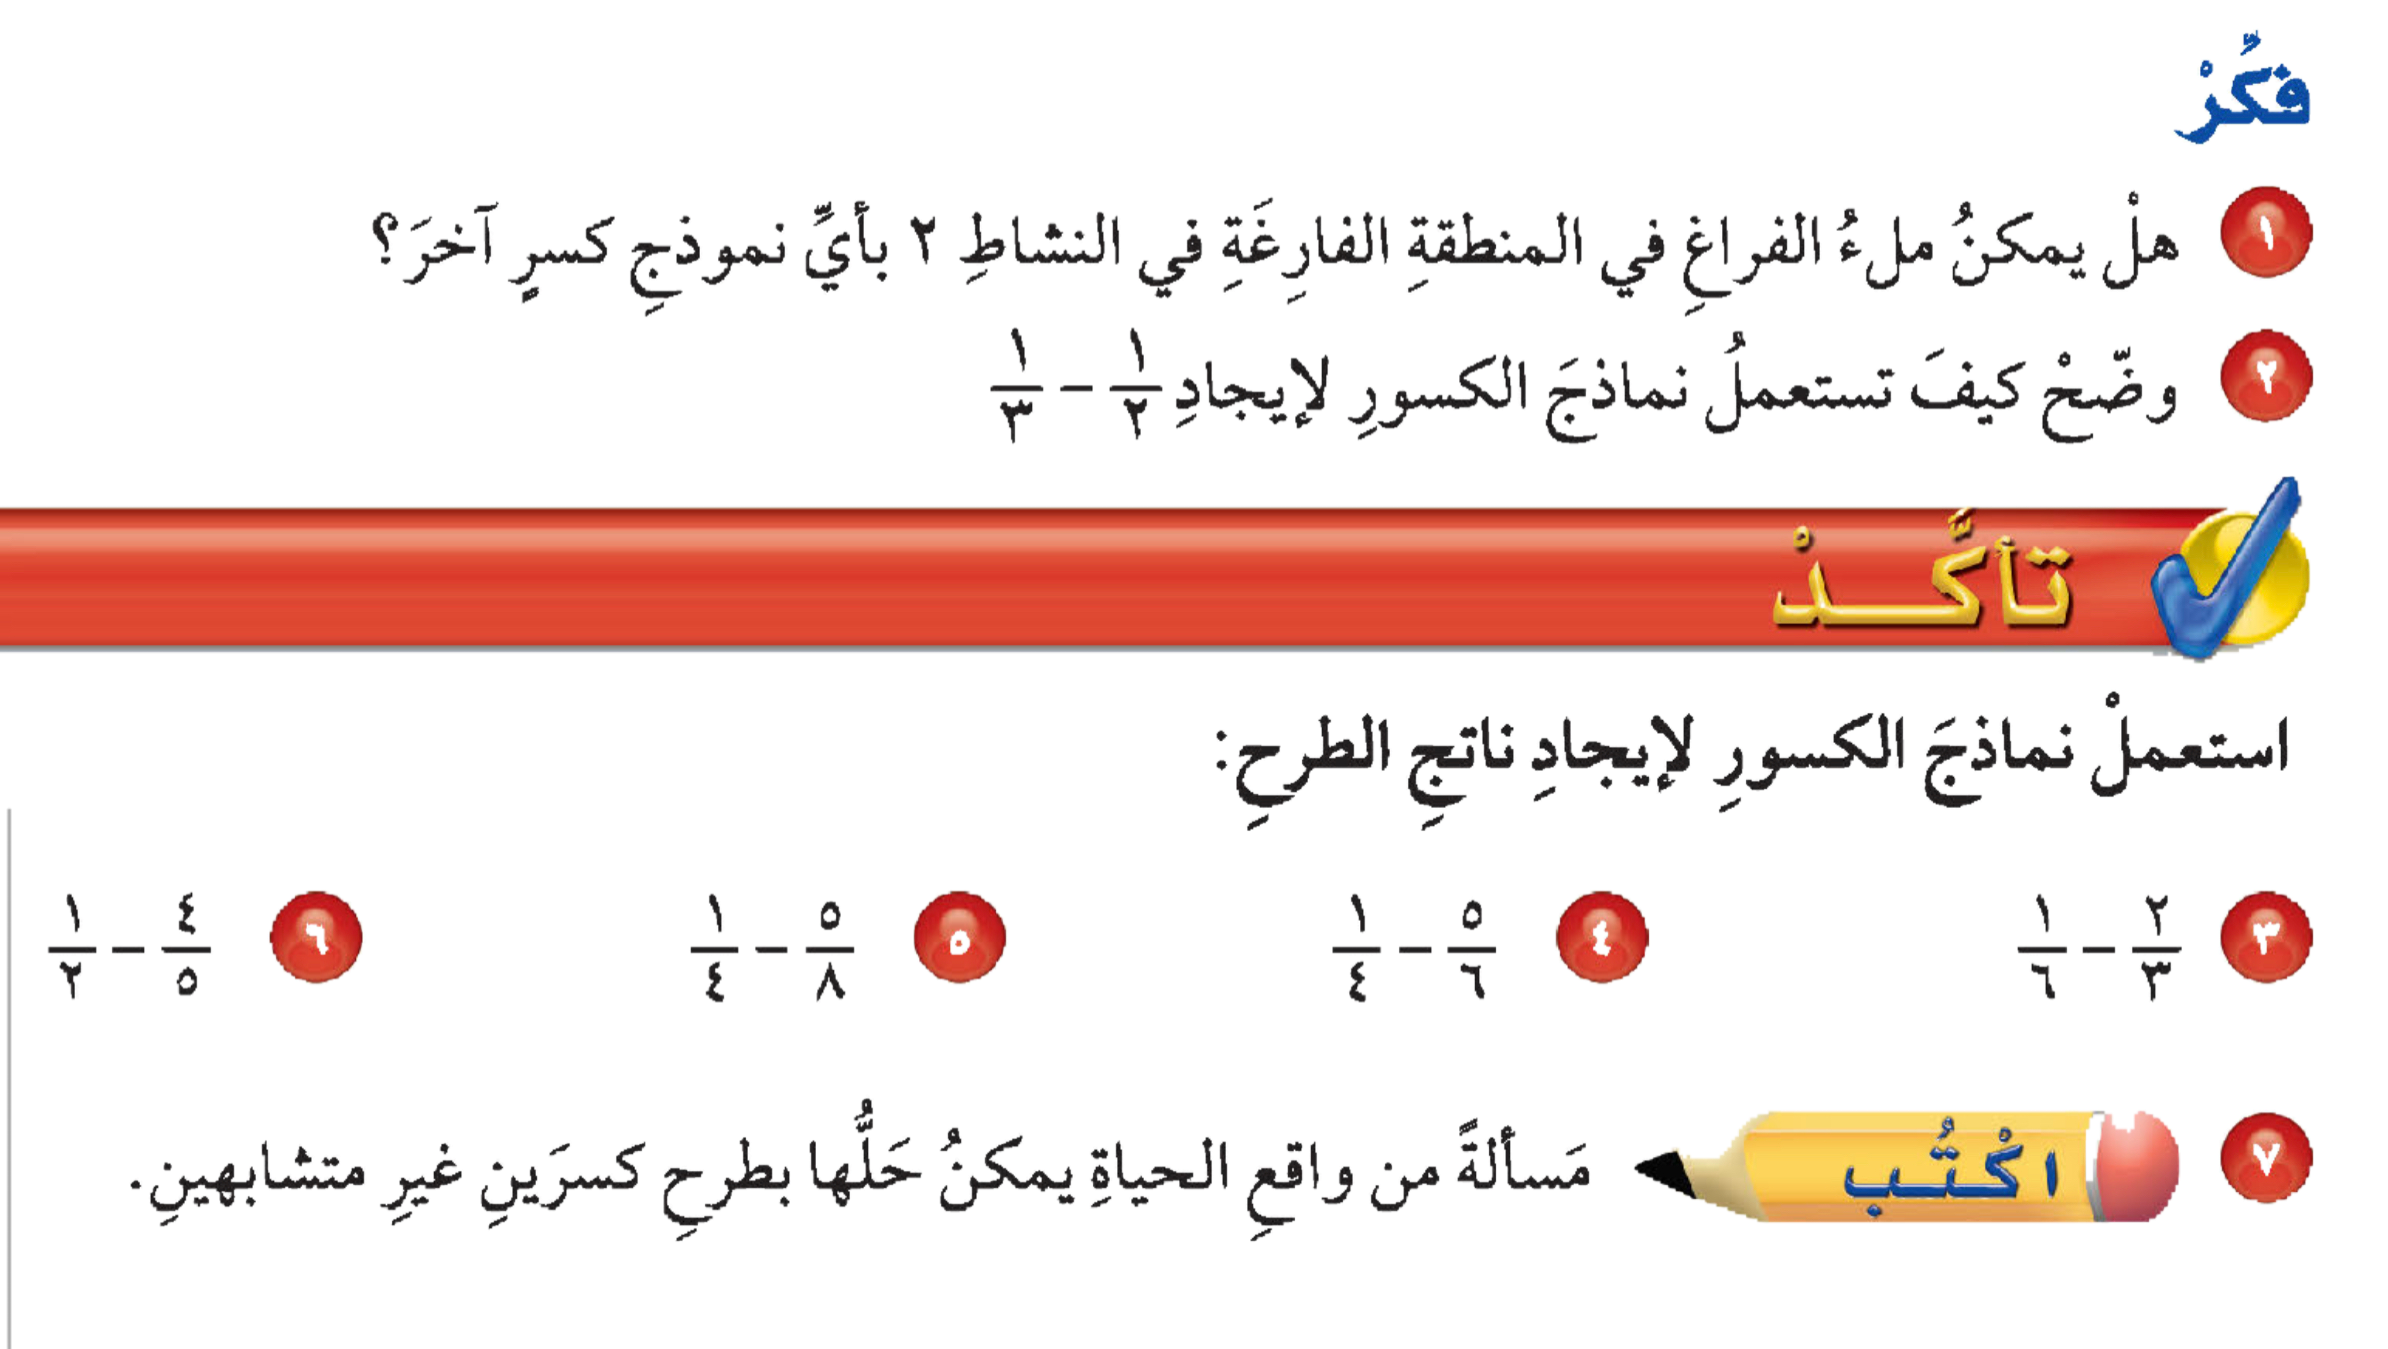 فكِّرْ
١ هلْ يمكنُ ملءُ الفراغِ في المنطقةِ الفارِغَةِ في النشاطِ ٢ بأيِّ نموذجِ كسرٍ آخرَ؟
٢ وضّحْ كيفَ تستعملُ نماذجَ الكسورِ لإيجادِ ١/٢ − ١/٣
تأكَّدْ
استعملْ نماذجَ الكسورِ لإيجادِ ناتجِ الطرحِ:
٣ ٢/٣ − ١/٦ ٤ ٥/٦ − ١/٤ ٥ ٥/٨ − ١/٤ ٦ ٤/٥ − ١/٢
٧ اكْتُبِ مَسألةً من واقعِ الحياةِ يمكنُ حَلُّها بطرحِ كسرَينِ غيرِ متشابهينِ.